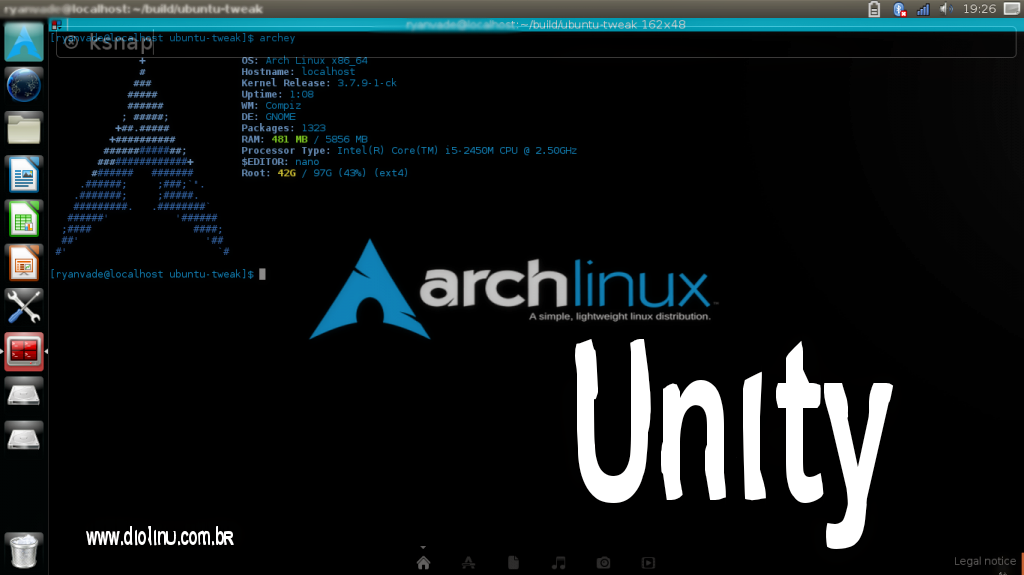 ryanvade@localhost: ~/build/ubuntu-tweak
19:26
ryanvade@localhost: ~/build/ubuntu-tweak 162x48
[ryanvade@localhost ubuntu-tweak]$ archey
ksnap
OS: Arch Linux x86_64
Hostname: localhost
Kernel Release: 3.7.9-1-ck
Uptime: 1:08
WM: Compiz
DE: GNOME
Packages: 1323
RAM: 481 MB / 5856 MB
Processor Type: Intel(R) Core(TM) i5-2450M CPU @ 2.50GHz
$EDITOR: nano
Root: 42G / 97G (43%) (ext4)
[ryanvade@localhost ubuntu-tweak]$
archlinux
A simple, lightweight linux distribution.
Unity
www.diolinu.com.br
Legal notice